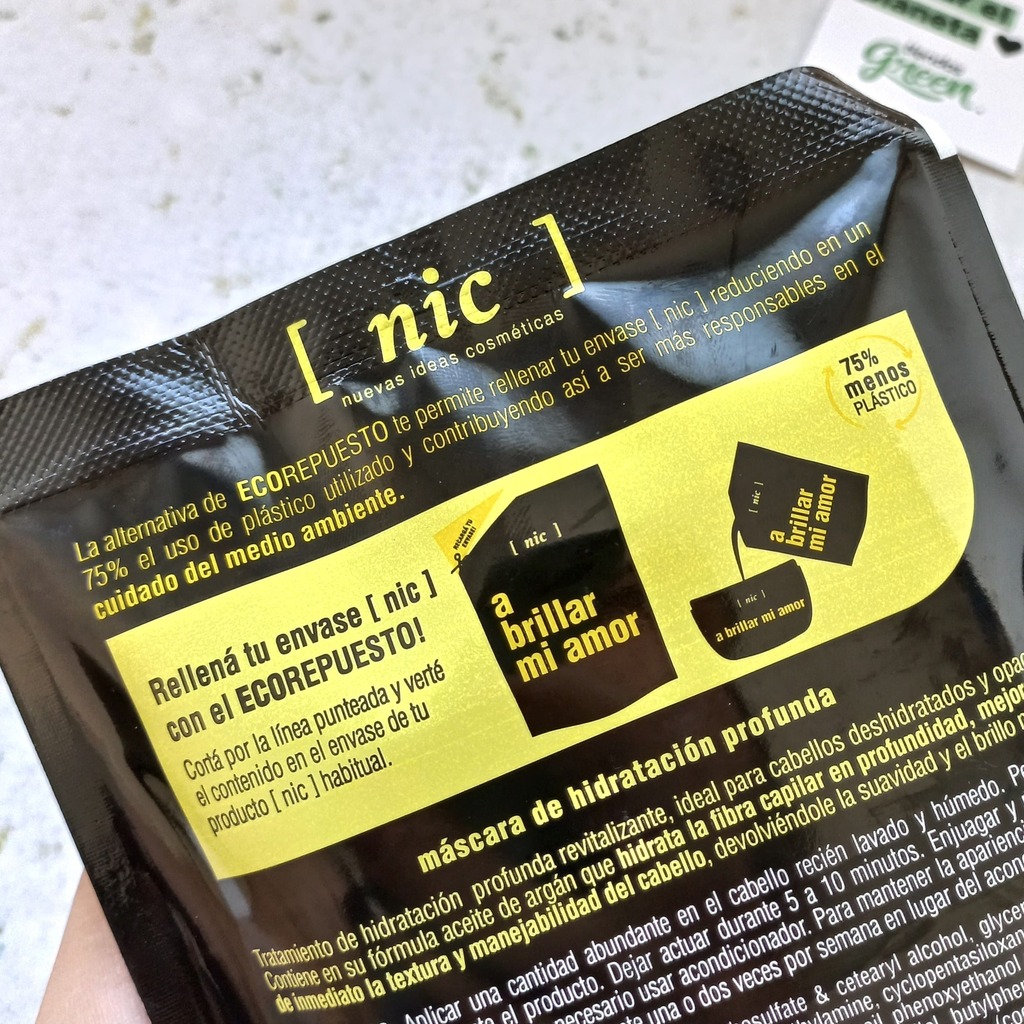 planeta
green
[ nic ]
nuevas ideas cosméticas
La alternativa de ECOREPUESTO te permite rellenar tu envase [ nic ] reduciendo en un
75% el uso de plástico utilizado y contribuyendo así a ser más responsables en el
cuidado del medio ambiente.
75%
menos
PLÁSTICO
Rellená tu envase [ nic ]
con el ECOREPUESTO!
Cortá por la línea punteada y verté
el contenido en el envase de tu
producto [ nic ] habitual.
[ nic ]
a
brillar
mi amor
[ nic ]
a
brillar
mi amor
[ nic ]
a brillar mi amor
máscara de hidratación profunda
Tratamiento de hidratación profunda revitalizante, ideal para cabellos deshidratados y
Contiene en su fórmula aceite de argán que hidrata la fibra capilar en profundidad,
de inmediato la textura y manejabilidad del cabello, devolviéndole la suavidad y el brillo
Aplicar una cantidad abundante en el cabello recién lavado y húmedo.
el producto. Dejar actuar durante 5 a 10 minutos. Enjuagar y
necesario usar acondicionador. Para mantener la
una o dos veces por semana en lugar del
& cetearyl alcohol,
phenoxyethanol